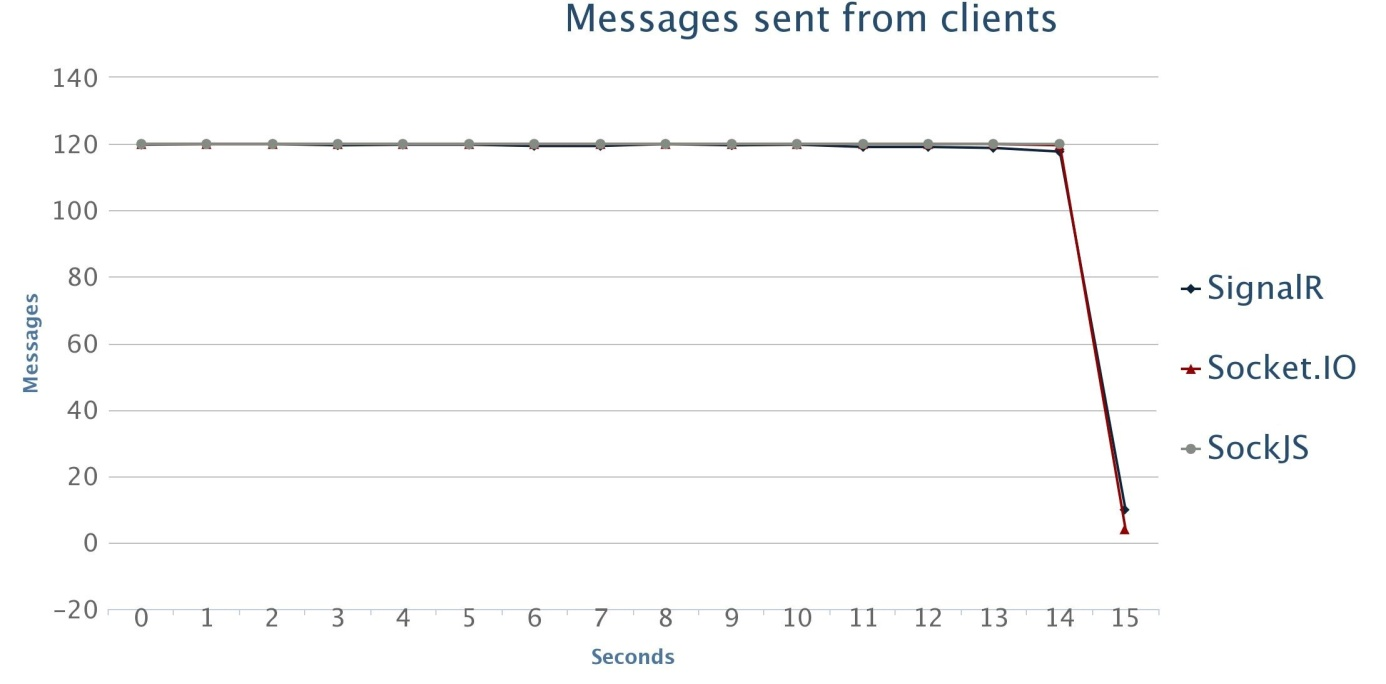 Messages sent from clients
140
120
100
80
60
40
20
0
−20
Messages
0 1 2 3 4 5 6 7 8 9 10 11 12 13 14 15
Seconds
SignalR
Socket.IO
SockJS